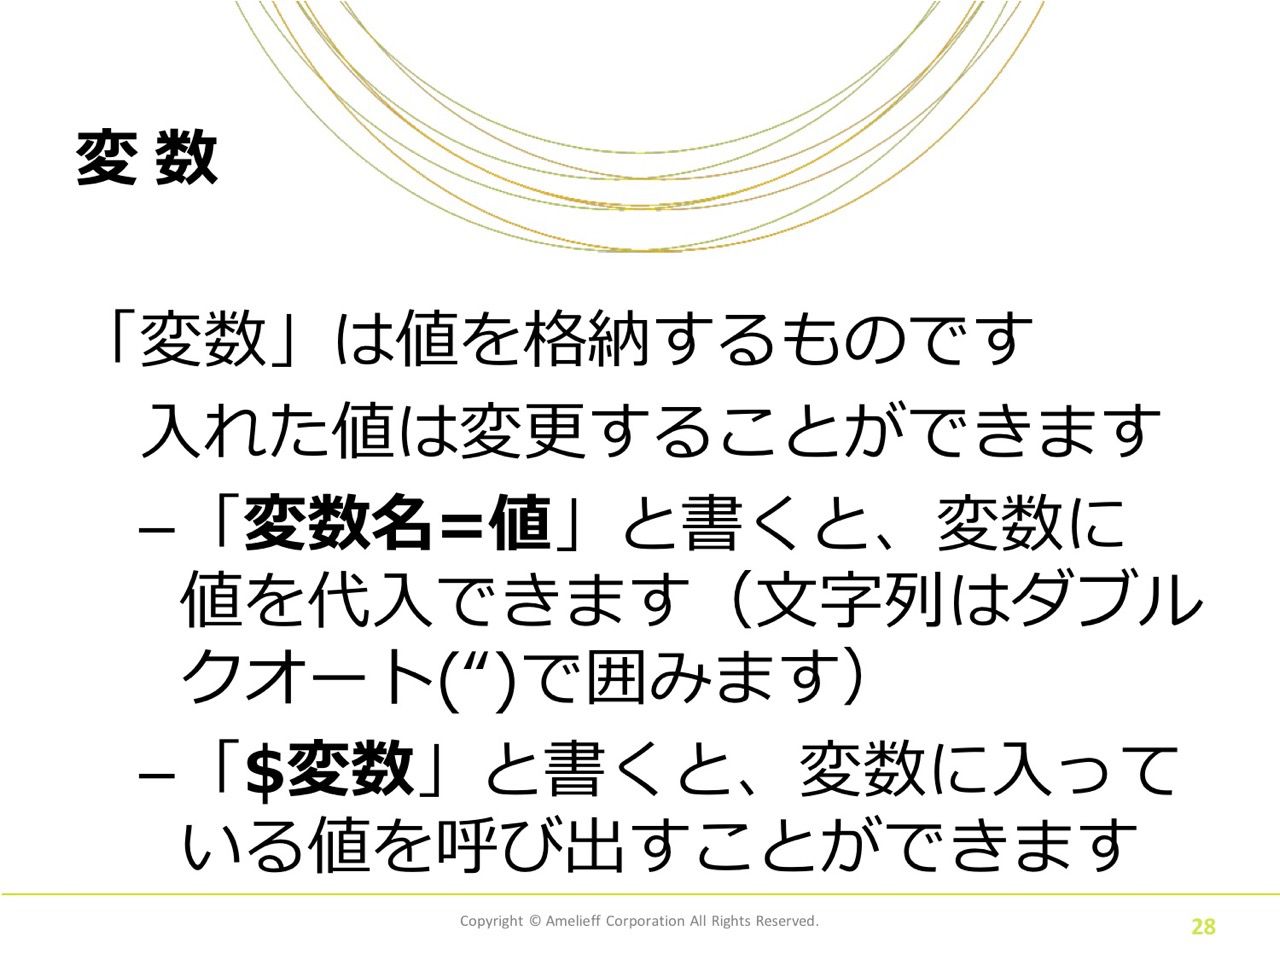 変数
「変数」は値を格納するものです
入れた値は変更することができます
–「変数名=値」と書くと、変数に
値を代入できます（文字列はダブル
クオート(“)で囲みます）
–「$変数」と書くと、変数に入って
いる値を呼び出すことができます
Copyright © Amelieff Corporation All Rights Reserved.
28